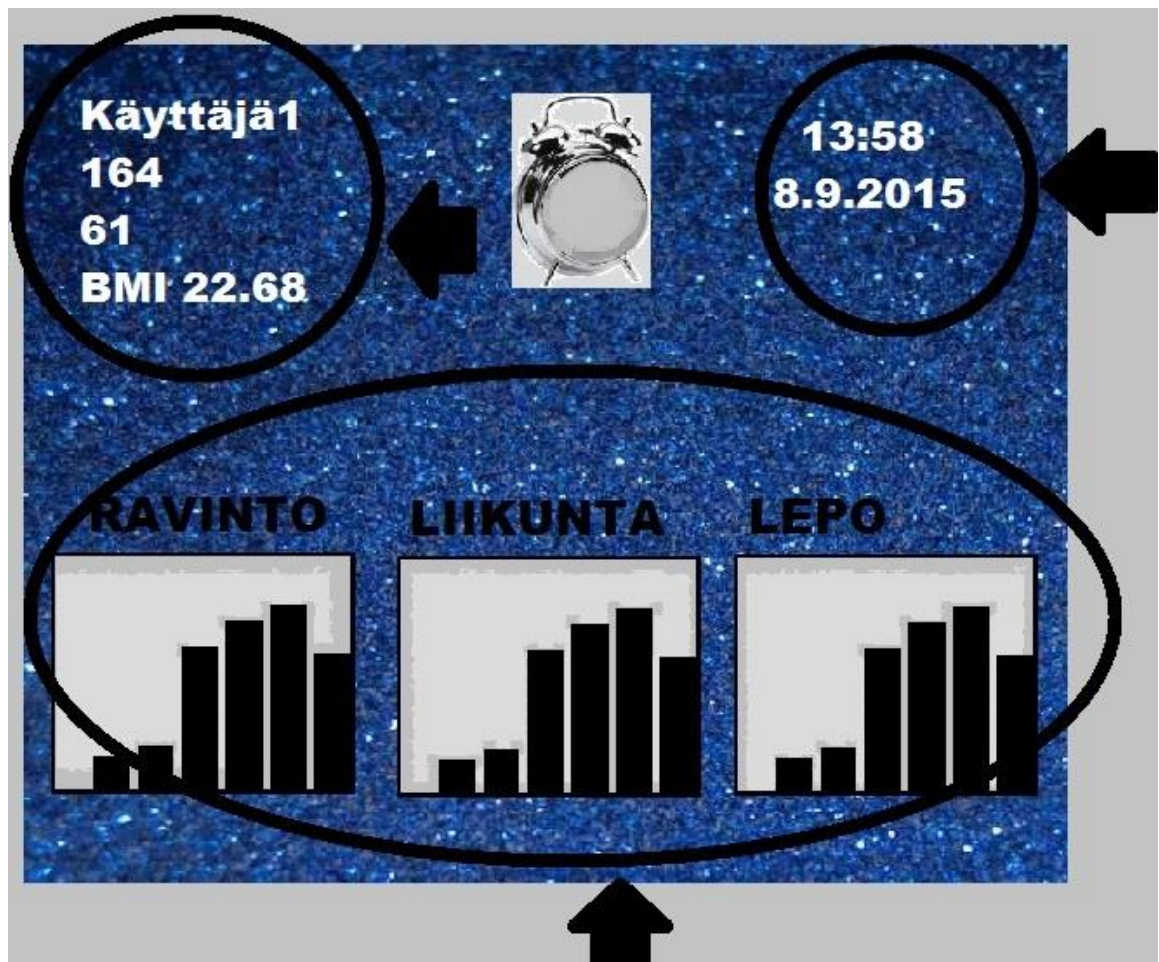 Käyttäjä1
164
61
BMI 22.68
13:58
8.9.2015
RAVINTO
LIIKUNTA
LEPO